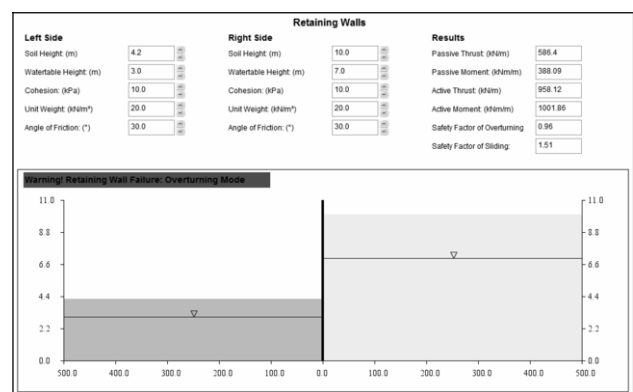 Retaining Walls
Left Side Right Side Results
Soil Height: (m) 4.2 Soil Height: (m) 10.0 Passive Thrust: (kN/m) 586.4
Watertable Height: (m) 3.0 Watertable Height: (m) 7.0 Passive Moment: (kNm/m) 388.09
Cohesion: (kPa) 10.0 Cohesion: (kPa) 10.0 Active Thrust: (kN/m) 958.12
Unit Weight: (kN/m³) 20.0 Unit Weight: (kN/m³) 20.0 Active Moment: (kNm/m) 1001.86
Angle of Friction: (°) 30.0 Angle of Friction: (°) 30.0 Safety Factor of Overturning 0.96
Safety Factor of Sliding: 1.51
Warning! Retaining Wall Failure: Overturning Mode
11.0 11.0
8.8 8.8
6.6 6.6
4.4 4.4
2.2 2.2
0.0 0.0
500.0 400.0 300.0 200.0 100.0 0.0 100.0 200.0 300.0 400.0 500.0